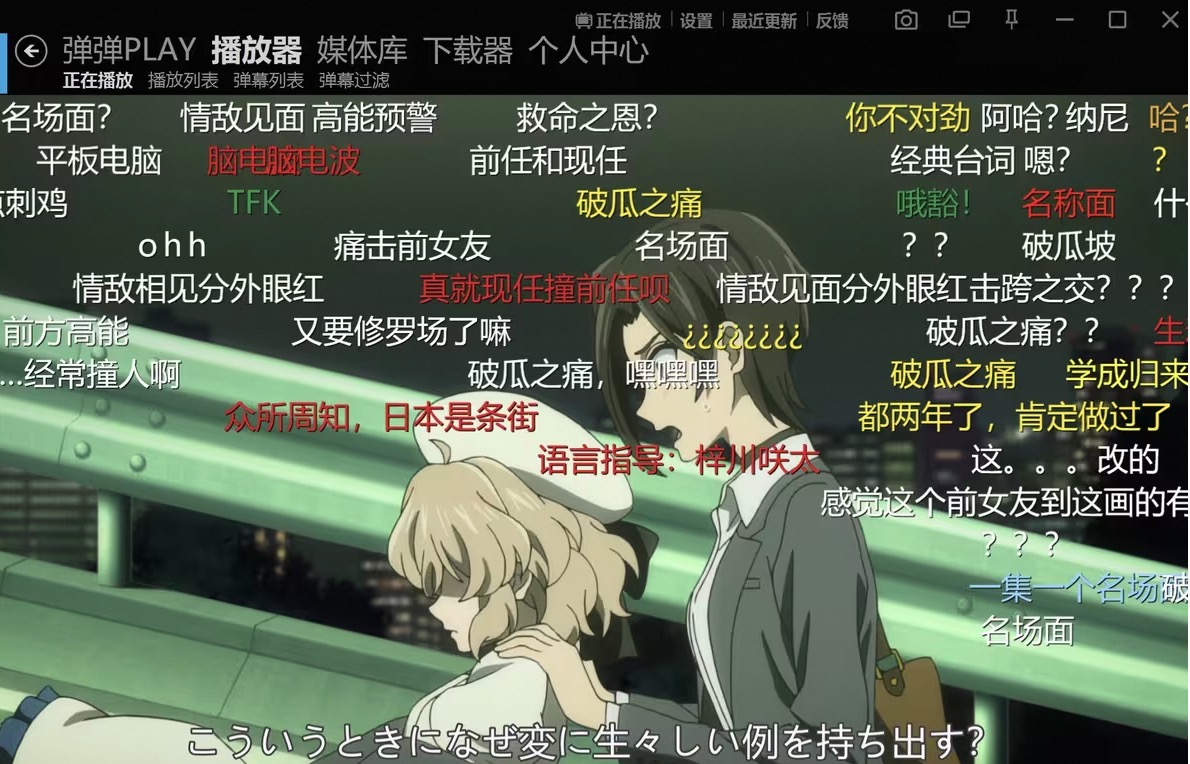 正在播放 设置 最近更新 反馈
弹弹PLAY 播放器 媒体库 下载器 个人中心
正在播放 播放列表 弹幕列表 弹幕过滤
名场面? 情敌见面 高能预警 救命之恩? 你不对劲 阿哈? 纳尼 哈?
平板电脑 脑电 脑电波 前任和现任 经典台词 嗯? ?
刺鸡 TFK 破瓜之痛 哦豁! 名称面 什
ohh 痛击前女友 名场面 ? ? 破瓜坡
情敌相见分外眼红 真就现任撞前任呗 情敌见面分外眼红 击跨之交? ? ?
前方高能 又要修罗场了嘛 ¿¿¿¿¿¿¿¿ 破瓜之痛? ? 生
...经常撞人啊 破瓜之痛，嘿嘿嘿 破瓜之痛 学成归来
众所周知，日本是条街 都两年了，肯定做过了
语言指导：梓川咲太 这。。。改的
感觉这个前女友到这画的有
? ? ?
一集一个名场 破
名场面
こういうときになぜ変に生々しい例を持ち出す?